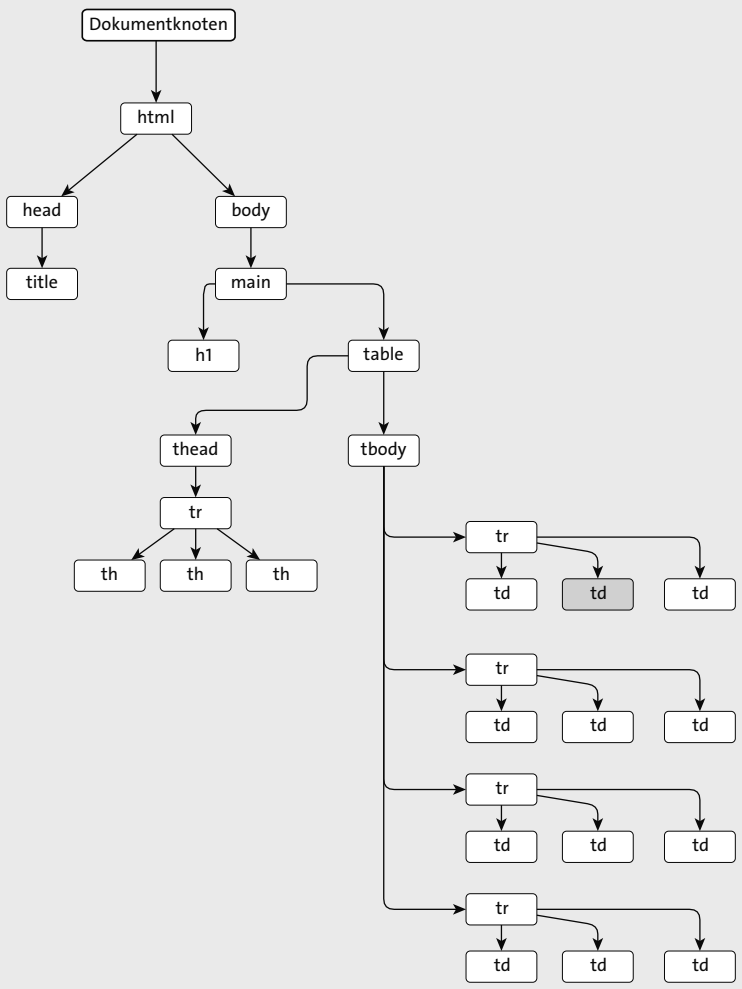 Dokumentknoten
html
head
body
title
main
h1
table
thead
tbody
tr
th
th
th
tr
td
td
td
tr
td
td
td
tr
td
td
td
tr
td
td
td